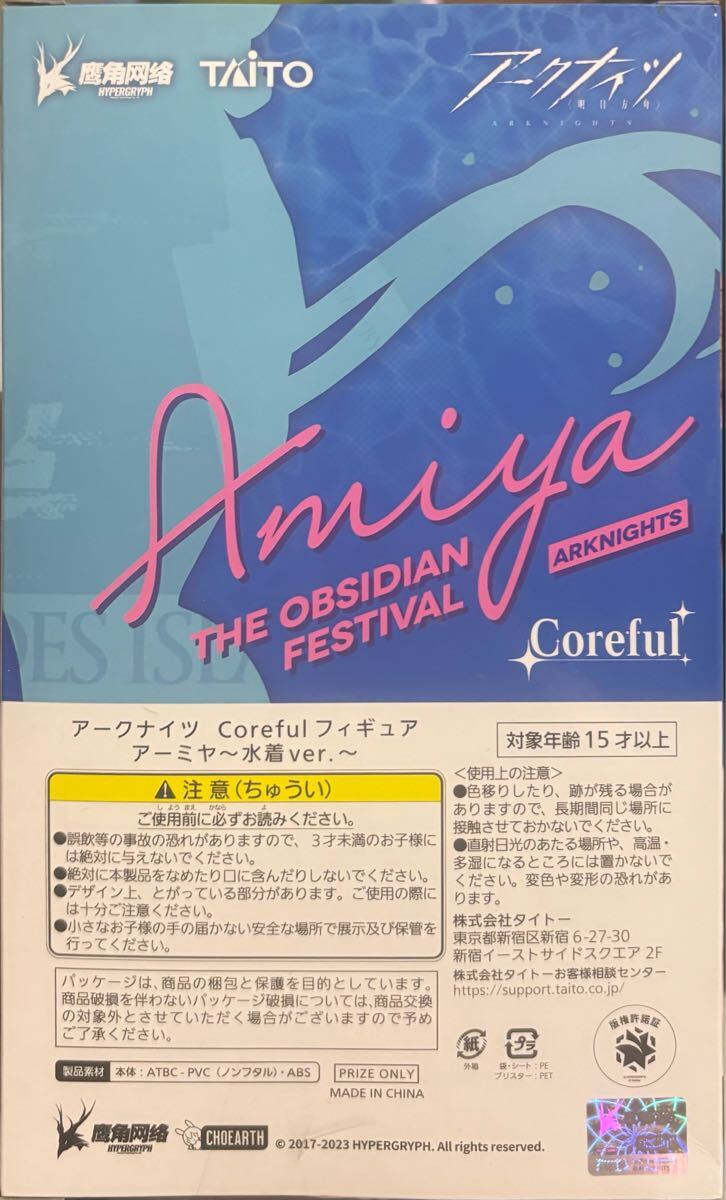 鹰角网络
HYPERGRYPH
TAITO
アークナイツ
〈明日方舟〉
ARKNIGHTS
Amiya
THE OBSIDIAN
FESTIVAL
ARKNIGHTS
DES ISL
Coreful
アークナイツ Coreful フィギュア
アーミヤ～水着ver.～
対象年齢15才以上
⚠注意(ちゅうい)
しようまえ かなら よ
ご使用前に必ずお読みください。
●誤飲等の事故の恐れがありますので、3才未満のお子様に
は絶対に与えないでください。
●絶対に本製品をなめたり口に含んだりしないでください。
●デザイン上、とがっている部分があります。ご使用の際に
は十分ご注意ください。
●小さなお子様の手の届かない安全な場所で展示及び保管を
行ってください。
パッケージは、商品の梱包と保護を目的としています。
商品破損を伴わないパッケージ破損については、商品交換
の対象外とさせていただく場合がございますので予め
ご了承ください。
製品素材 本体:ATBC-PVC(ノンフタル)・ABS
PRIZE ONLY
MADE IN CHINA
<使用上の注意>
●色移りしたり、跡が残る場合が
ありますので、長期間同じ場所に
接触させておかないでください。
●直射日光のあたる場所や、高温・
多湿になるところには置かないで
ください。変色や変形の恐れがあ
ります。
株式会社タイトー
東京都新宿区新宿 6-27-30
新宿イーストサイドスクエア 2F
株式会社タイトーお客様相談センター
https://support.taito.co.jp/
紙
外箱
プラ
袋・シート:PE
ブリスター:PET
版権許諾証
鹰角网络
HYPERGRYPH
CHOEARTH
© 2017-2023 HYPERGRYPH. All rights reserved.